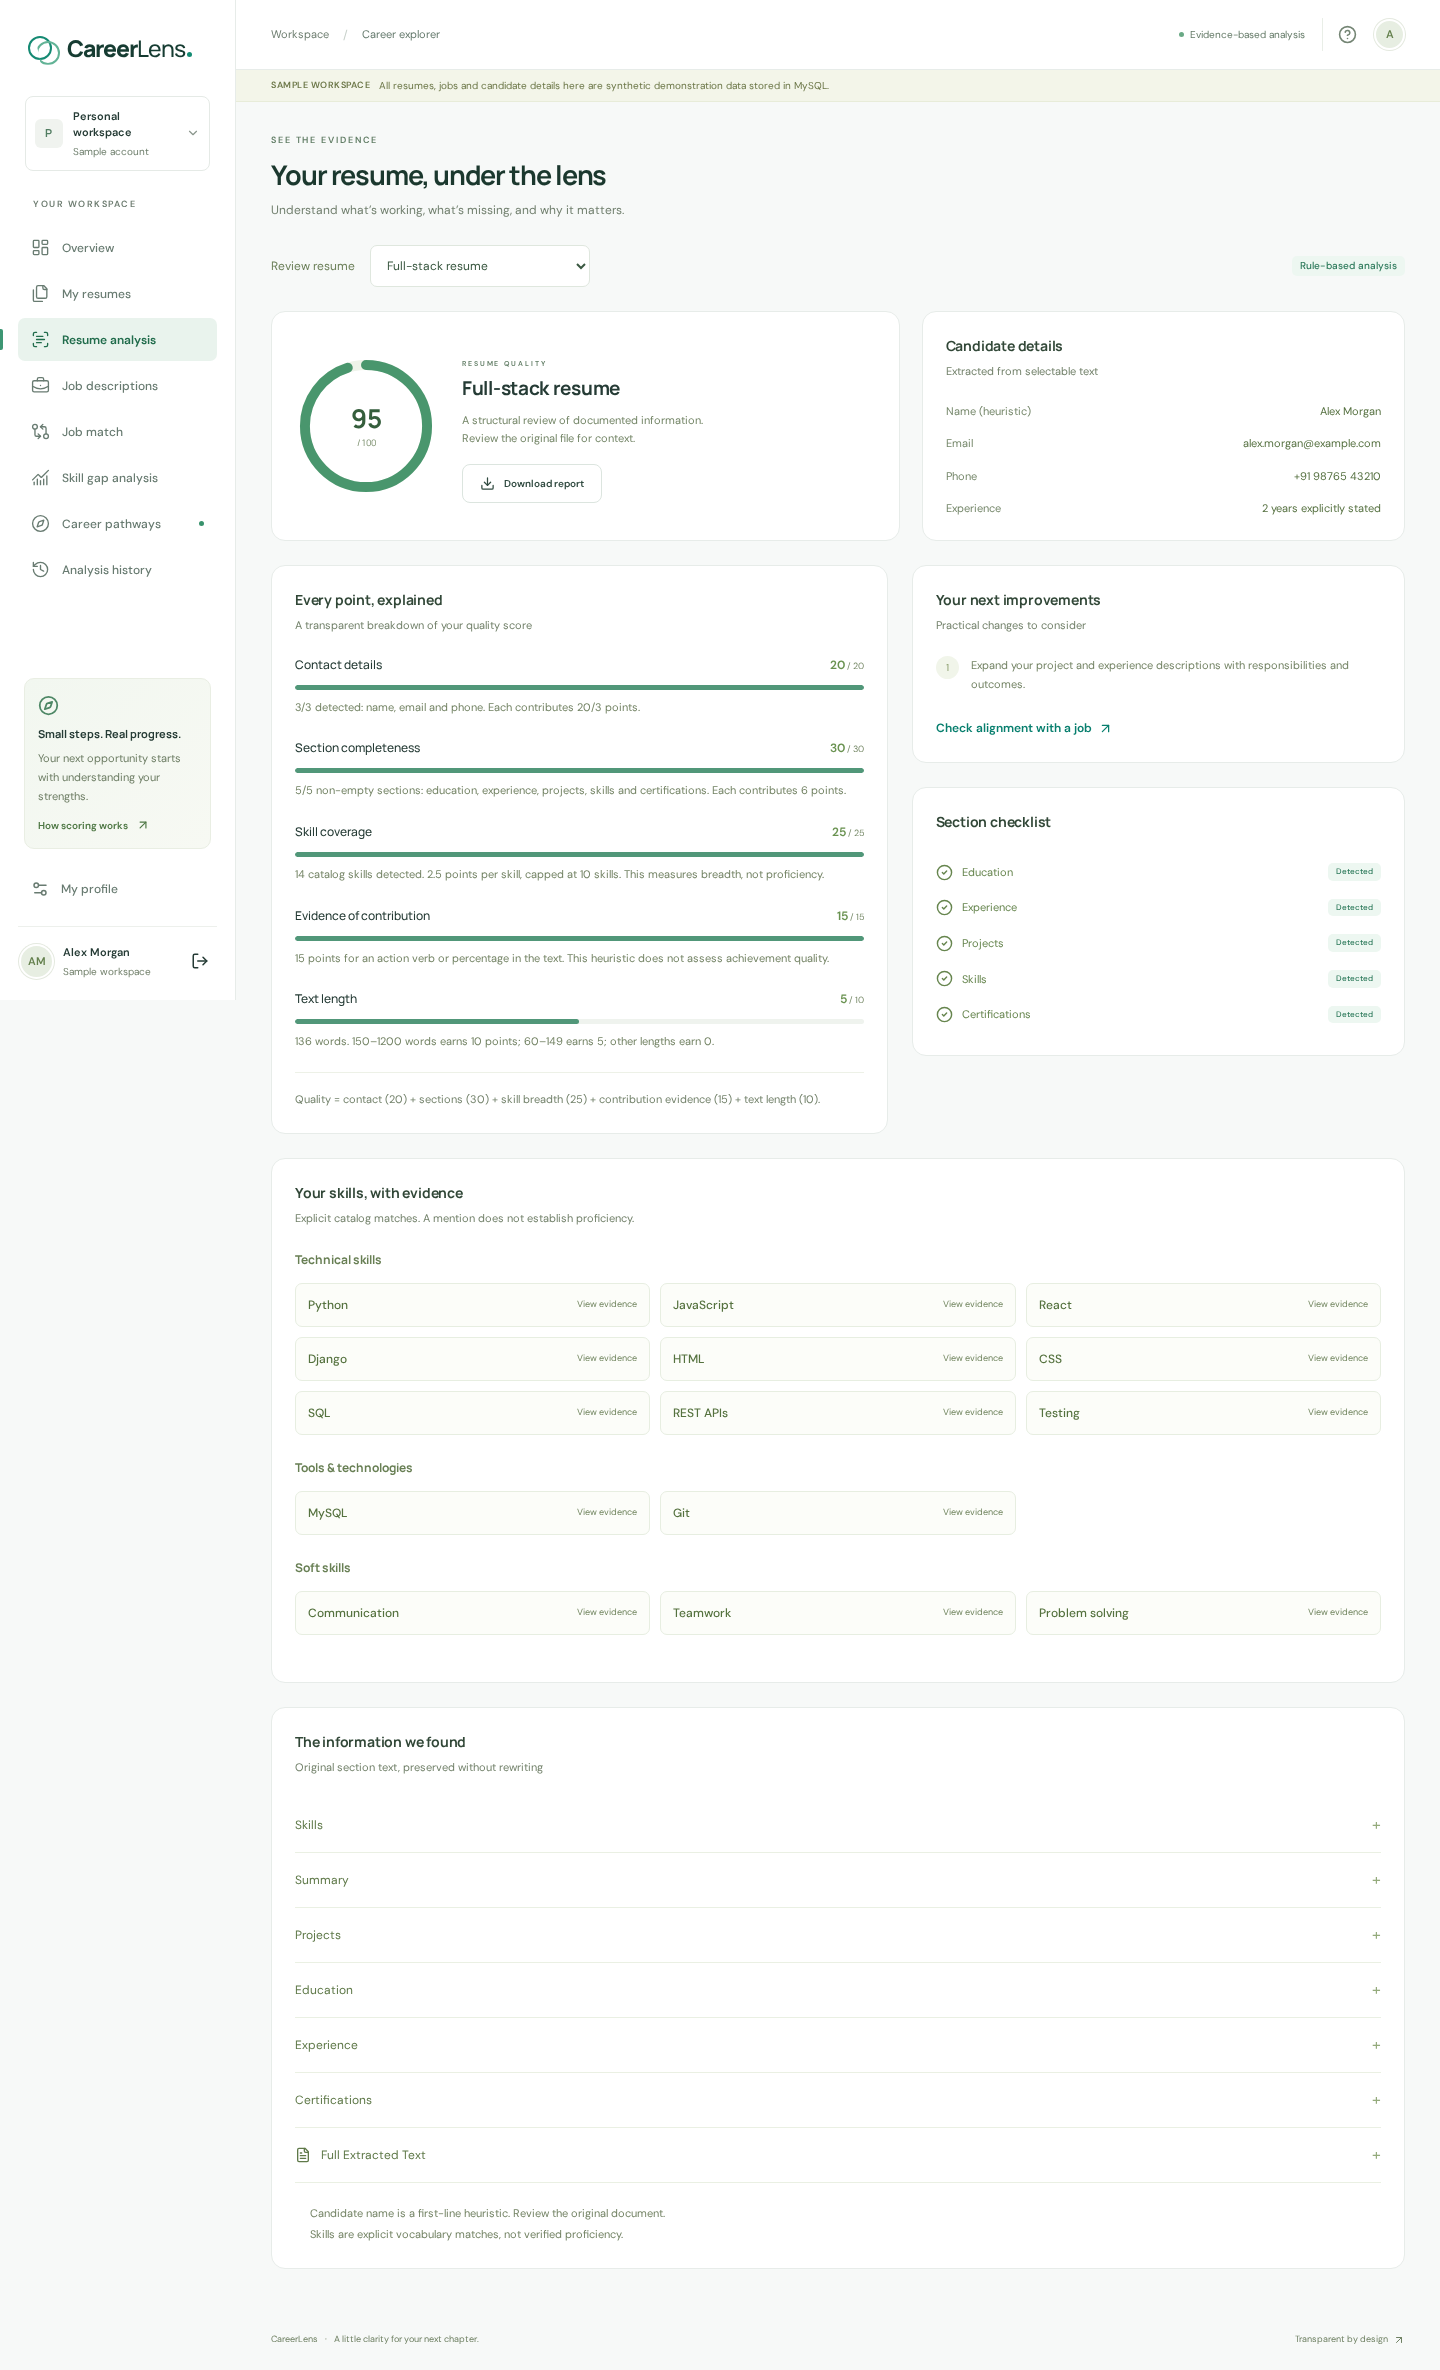 CareerLens.
P
Personal
workspace
Sample account
YOUR WORKSPACE
Overview
My resumes
Resume analysis
Job descriptions
Job match
Skill gap analysis
Career pathways
Analysis history
Small steps. Real progress.
Your next opportunity starts
with understanding your
strengths.
How scoring works
My profile
AM
Alex Morgan
Sample workspace
Workspace / Career explorer
Evidence-based analysis
A
SAMPLE WORKSPACE All resumes, jobs and candidate details here are synthetic demonstration data stored in MySQL.
SEE THE EVIDENCE
Your resume, under the lens
Understand what's working, what's missing, and why it matters.
Review resume
Full-stack resume
Rule-based analysis
95
/ 100
RESUME QUALITY
Full-stack resume
A structural review of documented information.
Review the original file for context.
Download report
Candidate details
Extracted from selectable text
Name (heuristic) Alex Morgan
Email alex.morgan@example.com
Phone +91 98765 43210
Experience 2 years explicitly stated
Every point, explained
A transparent breakdown of your quality score
Contact details 20 / 20
3/3 detected: name, email and phone. Each contributes 20/3 points.
Section completeness 30 / 30
5/5 non-empty sections: education, experience, projects, skills and certifications. Each contributes 6 points.
Skill coverage 25 / 25
14 catalog skills detected. 2.5 points per skill, capped at 10 skills. This measures breadth, not proficiency.
Evidence of contribution 15 / 15
15 points for an action verb or percentage in the text. This heuristic does not assess achievement quality.
Text length 5 / 10
136 words. 150–1200 words earns 10 points; 60–149 earns 5; other lengths earn 0.
Quality = contact (20) + sections (30) + skill breadth (25) + contribution evidence (15) + text length (10).
Your next improvements
Practical changes to consider
1
Expand your project and experience descriptions with responsibilities and
outcomes.
Check alignment with a job
Section checklist
Education Detected
Experience Detected
Projects Detected
Skills Detected
Certifications Detected
Your skills, with evidence
Explicit catalog matches. A mention does not establish proficiency.
Technical skills
Python View evidence JavaScript View evidence React View evidence
Django View evidence HTML View evidence CSS View evidence
SQL View evidence REST APIs View evidence Testing View evidence
Tools & technologies
MySQL View evidence Git View evidence
Soft skills
Communication View evidence Teamwork View evidence Problem solving View evidence
The information we found
Original section text, preserved without rewriting
Skills +
Summary +
Projects +
Education +
Experience +
Certifications +
Full Extracted Text +
Candidate name is a first-line heuristic. Review the original document.
Skills are explicit vocabulary matches, not verified proficiency.
CareerLens · A little clarity for your next chapter.
Transparent by design